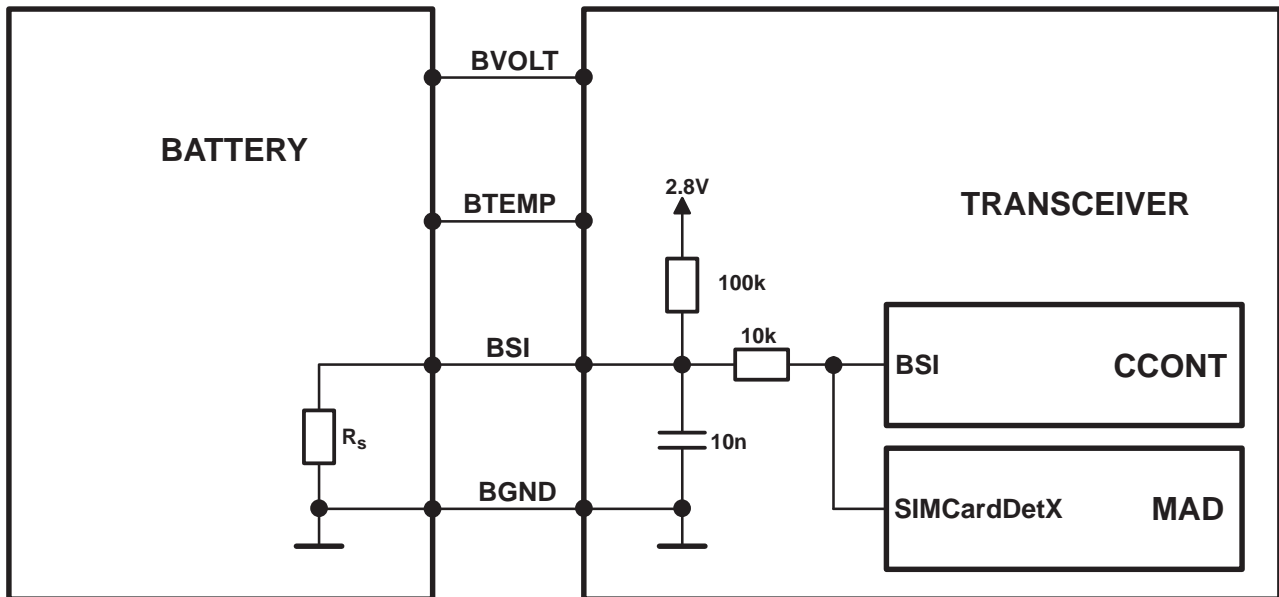 BVOLT
BATTERY
2.8V
BTEMP
TRANSCEIVER
100k
10k
BSI
BSI
CCONT
Rs
10n
BGND
SIMCardDetX
MAD